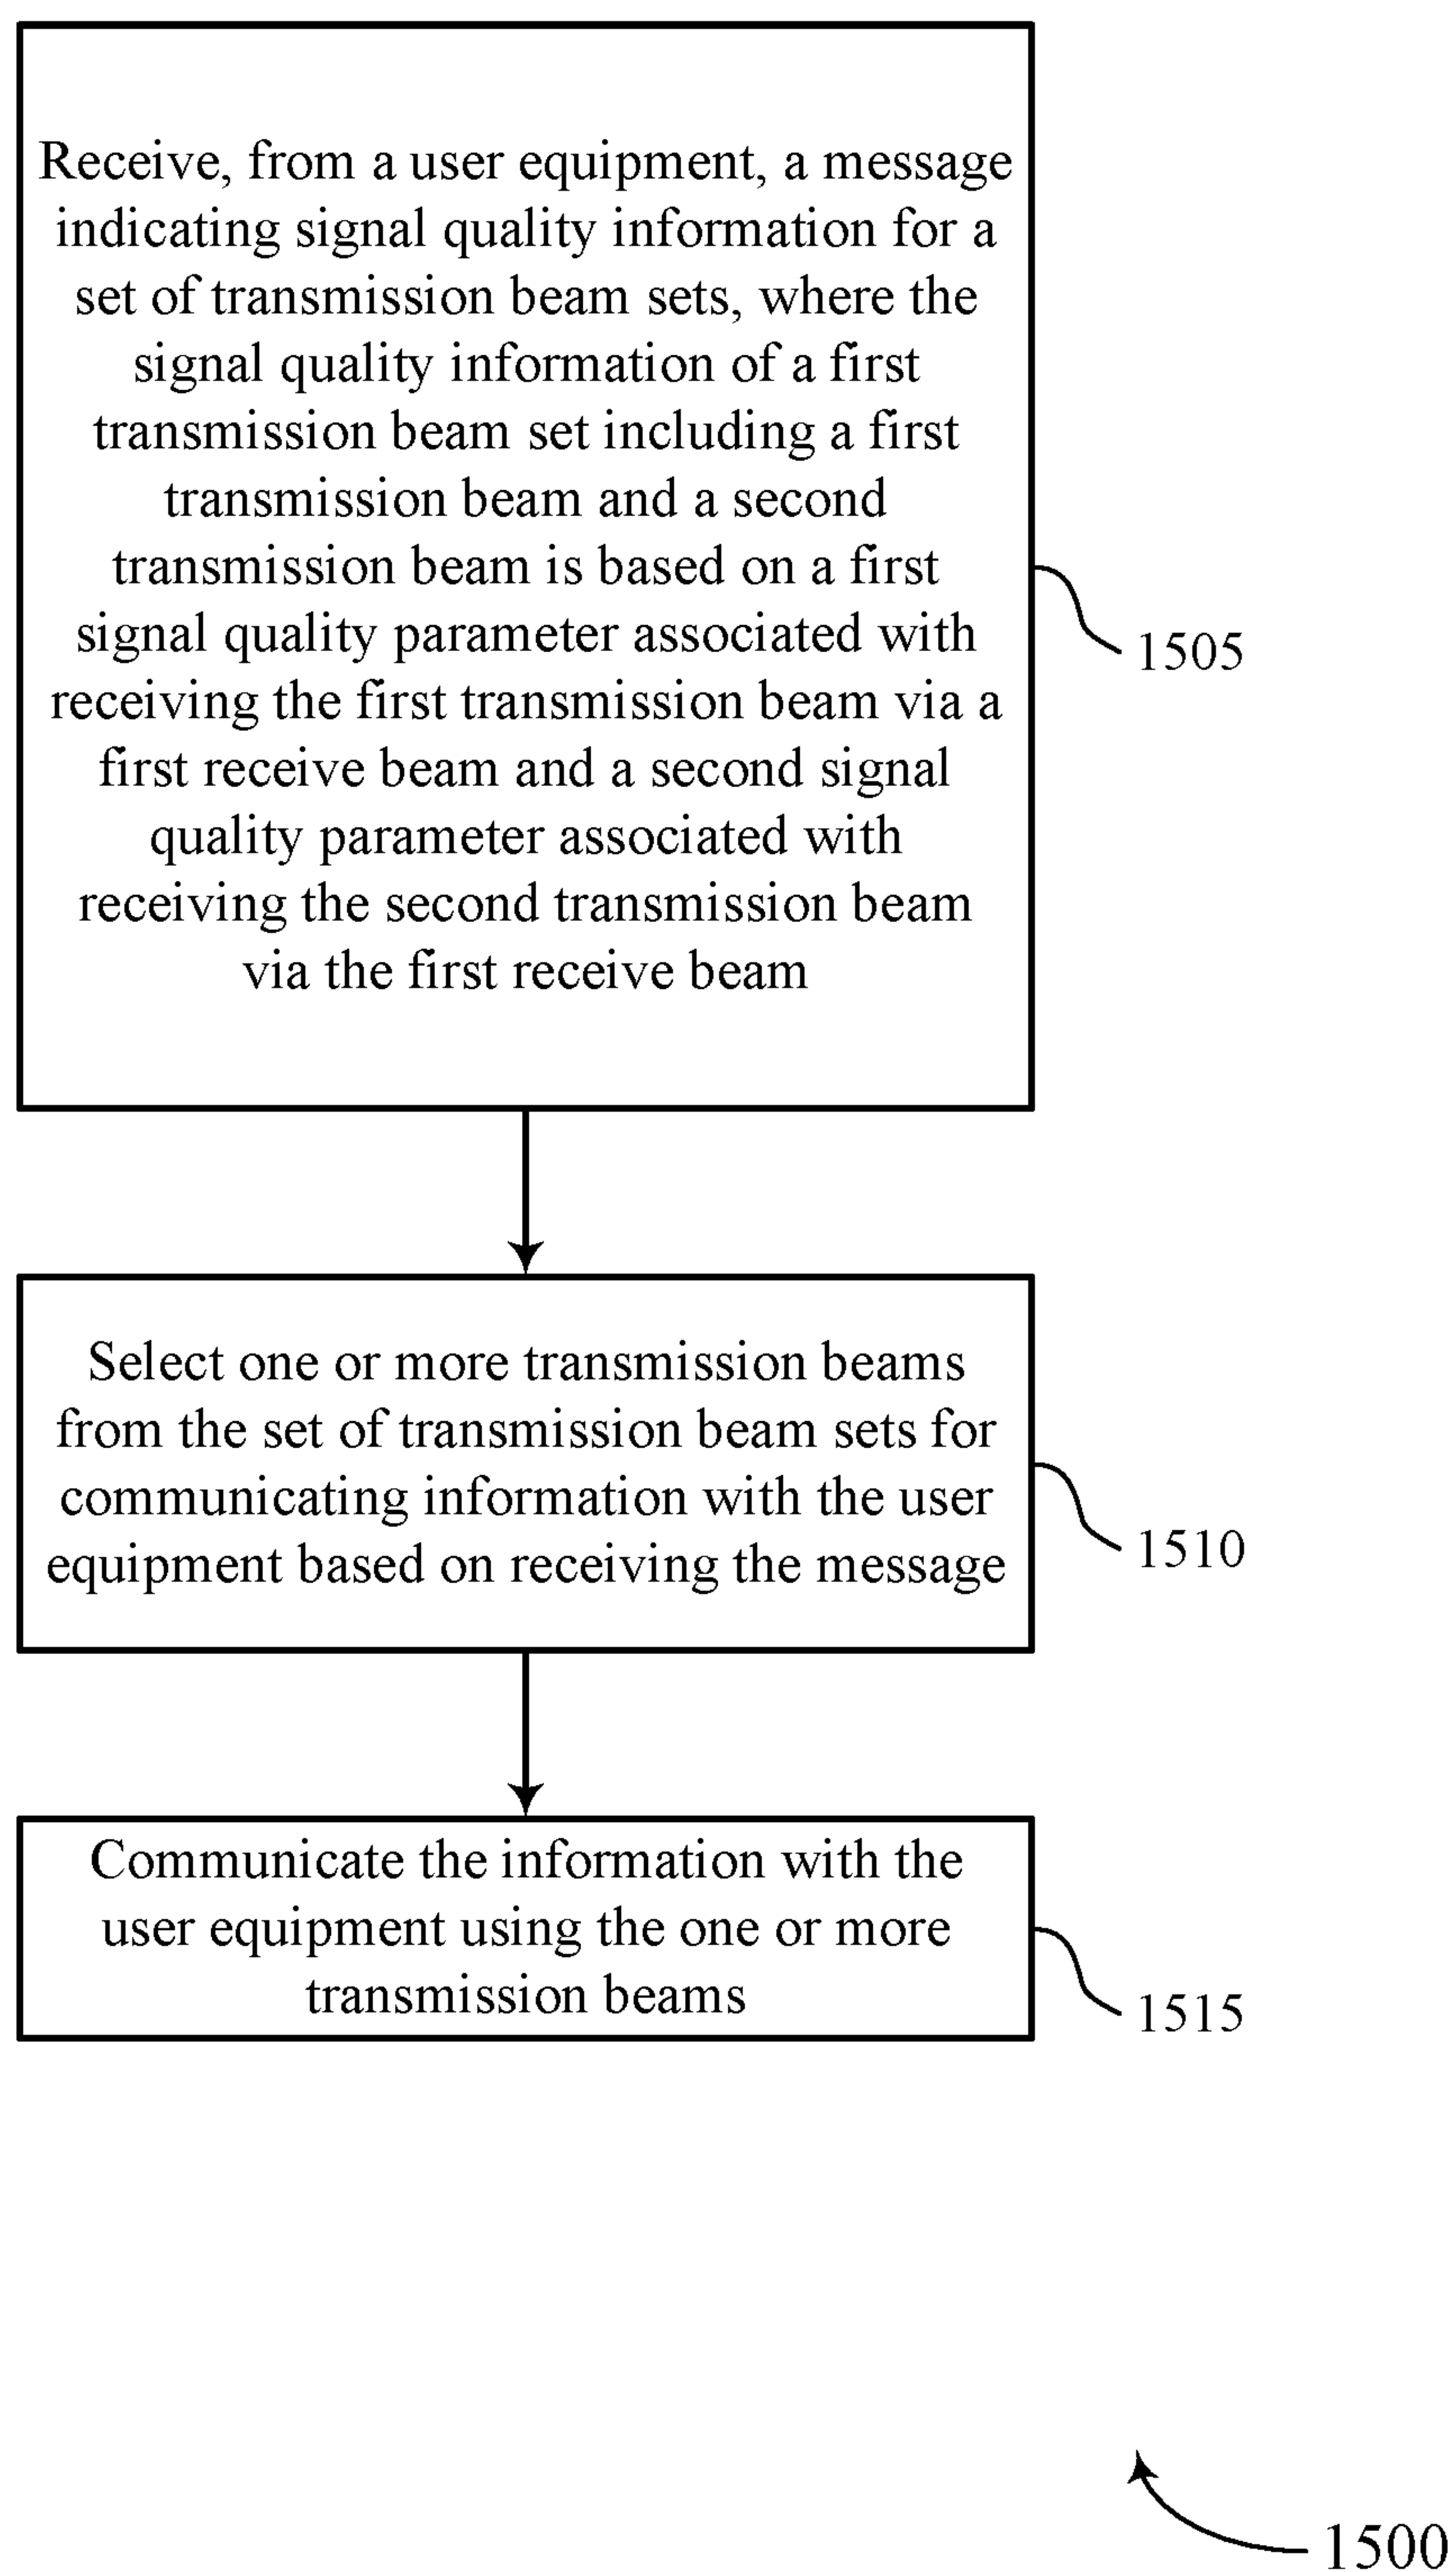 Receive, from a user equipment, a message
indicating signal quality information for a
set of transmission beam sets, where the
signal quality information of a first
transmission beam set including a first
transmission beam and a second
transmission beam is based on a first
signal quality parameter associated with
receiving the first transmission beam via a
first receive beam and a second signal
quality parameter associated with
receiving the second transmission beam
via the first receive beam
1505
Select one or more transmission beams
from the set of transmission beam sets for
communicating information with the user
equipment based on receiving the message
1510
Communicate the information with the
user equipment using the one or more
transmission beams
1515
1500